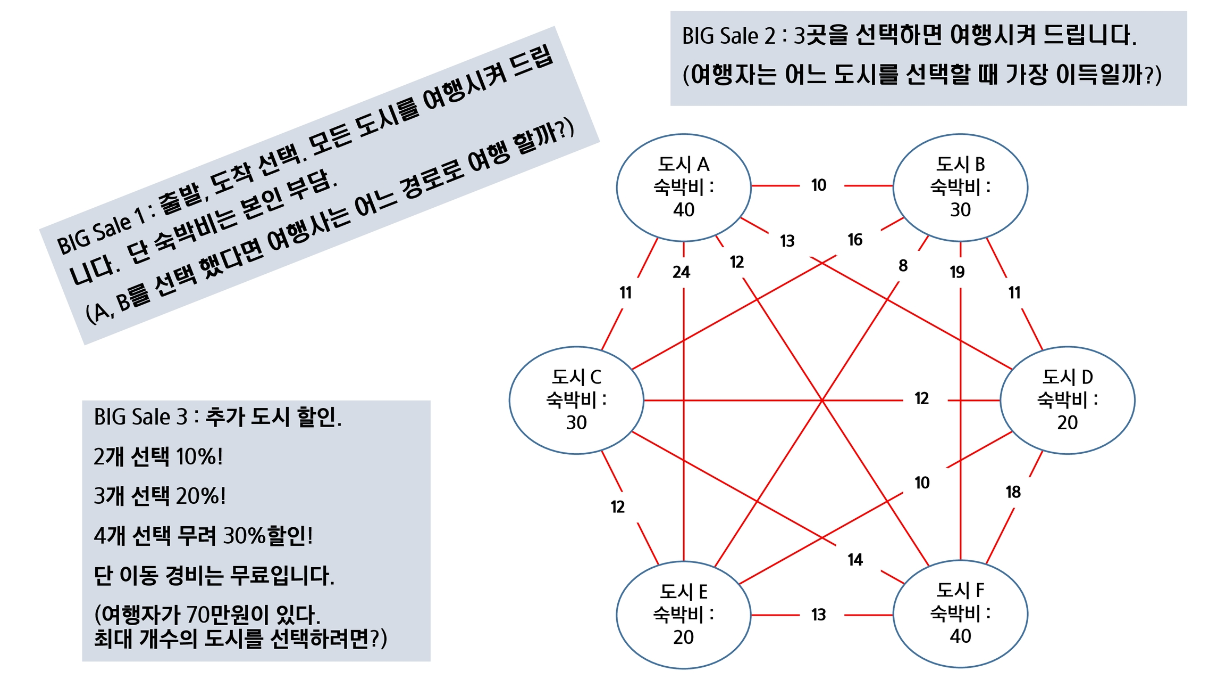 BIG Sale 1 : 출발, 도착 선택. 모든 도시를 여행시켜 드립
니다. 단 숙박비는 본인 부담.
(A, B를 선택 했다면 여행사는 어느 경로로 여행 할까?)
BIG Sale 2 : 3곳을 선택하면 여행시켜 드립니다.
(여행자는 어느 도시를 선택할 때 가장 이득일까?)
도시 A
숙박비 :
40
10
도시 B
숙박비 :
30
13
16
24
12
8
19
11
11
도시 C
숙박비 :
30
12
도시 D
숙박비 :
20
12
10
18
14
도시 E
숙박비 :
20
13
도시 F
숙박비 :
40
BIG Sale 3 : 추가 도시 할인.
2개 선택 10%!
3개 선택 20%!
4개 선택 무려 30%할인!
단 이동 경비는 무료입니다.
(여행자가 70만원이 있다.
최대 개수의 도시를 선택하려면?)